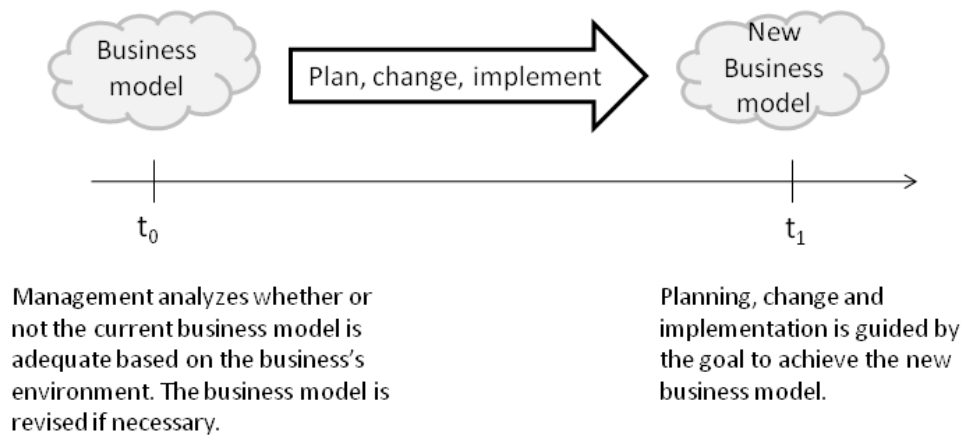 Business
model
Plan, change, implement
New
Business
model
t₀
t₁
Management analyzes whether or
not the current business model is
adequate based on the business's
environment. The business model is
revised if necessary.
Planning, change and
implementation is guided by
the goal to achieve the new
business model.